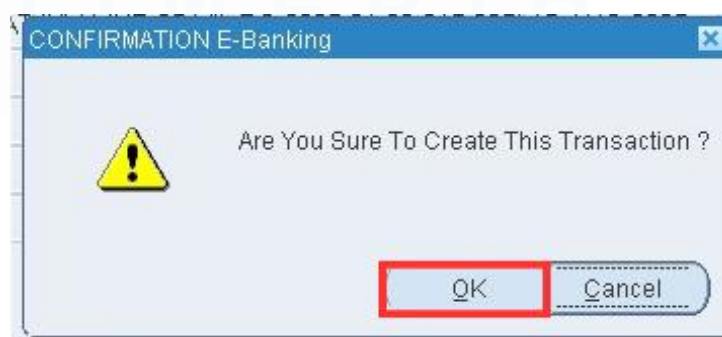 CONFIRMATION E-Banking
Are You Sure To Create This Transaction ?
OK
Cancel